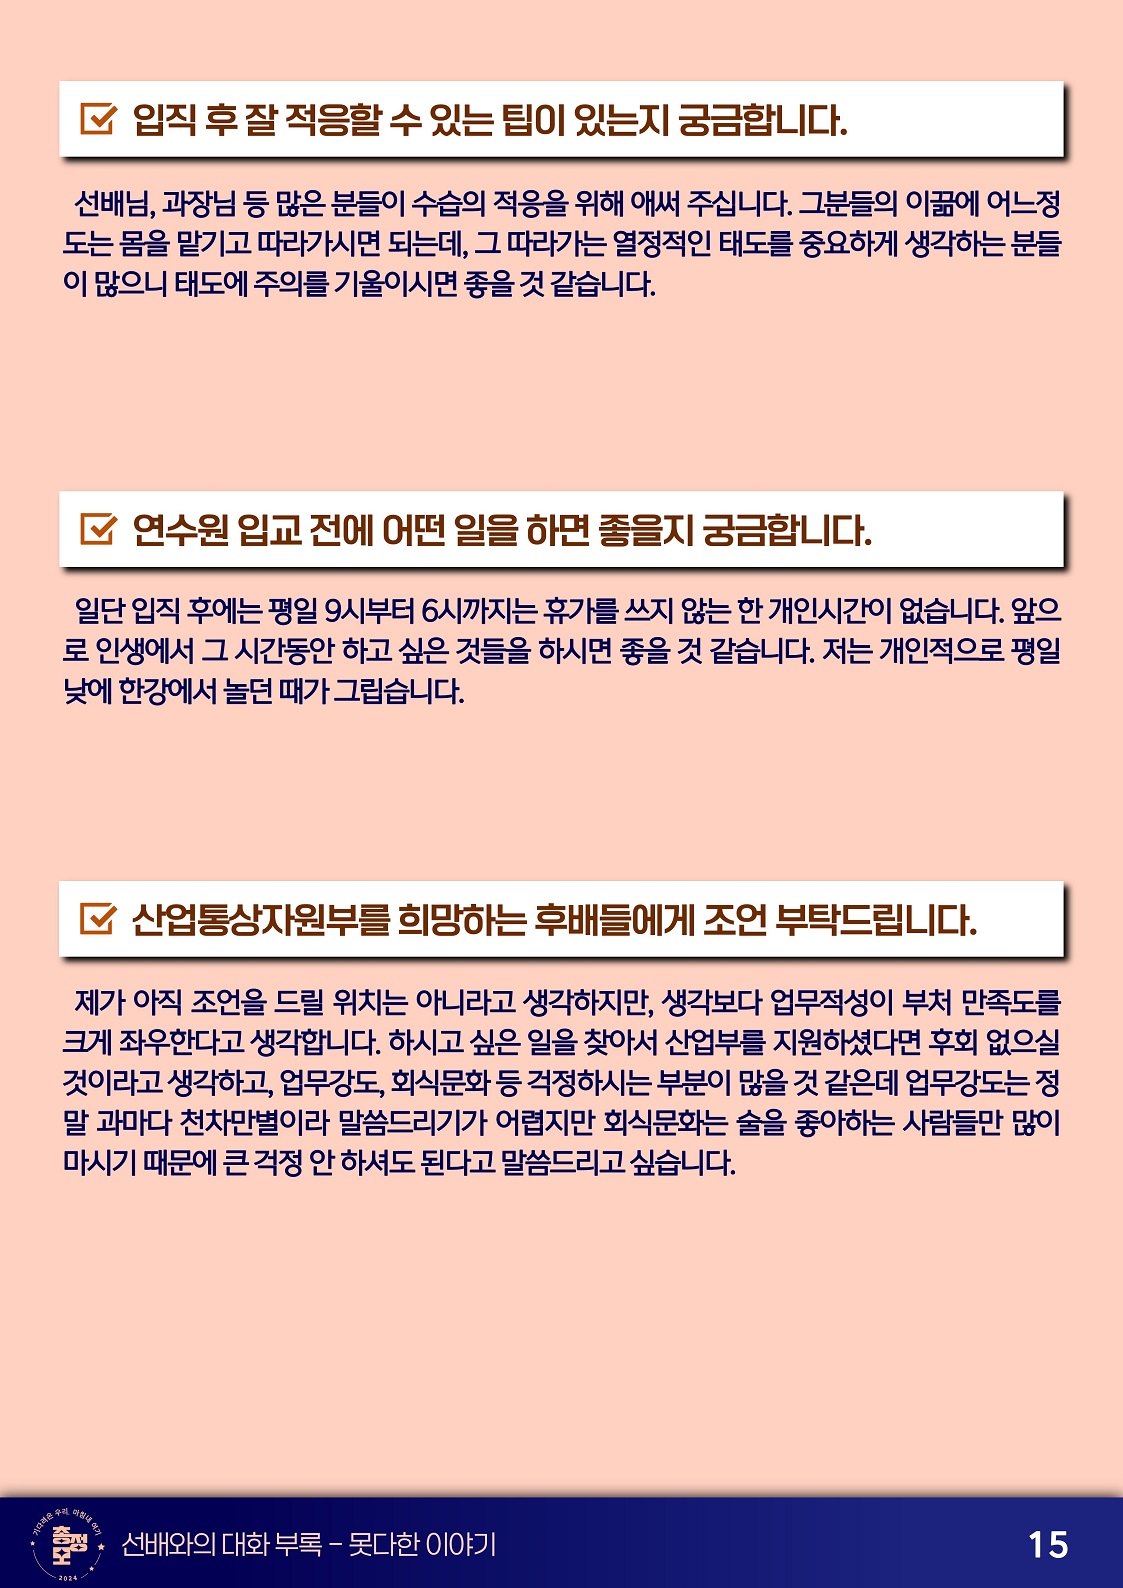 입직 후 잘 적응할 수 있는 팁이 있는지 궁금합니다.
선배님, 과장님 등 많은 분들이 수습의 적응을 위해 애써 주십니다. 그분들의 이끎에 어느정
도는 몸을 맡기고 따라가시면 되는데, 그 따라가는 열정적인 태도를 중요하게 생각하는 분들
이 많으니 태도에 주의를 기울이시면 좋을 것 같습니다.
연수원 입교 전에 어떤 일을 하면 좋을지 궁금합니다.
일단 입직 후에는 평일 9시부터 6시까지는 휴가를 쓰지 않는 한 개인시간이 없습니다. 앞으
로 인생에서 그 시간동안 하고 싶은 것들을 하시면 좋을 것 같습니다. 저는 개인적으로 평일
낮에 한강에서 놀던 때가 그립습니다.
산업통상자원부를 희망하는 후배들에게 조언 부탁드립니다.
제가 아직 조언을 드릴 위치는 아니라고 생각하지만, 생각보다 업무적성이 부처 만족도를
크게 좌우한다고 생각합니다. 하시고 싶은 일을 찾아서 산업부를 지원하셨다면 후회 없으실
것이라고 생각하고, 업무강도, 회식문화 등 걱정하시는 부분이 많을 것 같은데 업무강도는 정
말 과마다 천차만별이라 말씀드리기가 어렵지만 회식문화는 술을 좋아하는 사람들만 많이
마시기 때문에 큰 걱정 안 하셔도 된다고 말씀드리고 싶습니다.
기다려온 우리, 마침내 여기
총정모
2024
선배와의 대화 부록 - 못다한 이야기
15